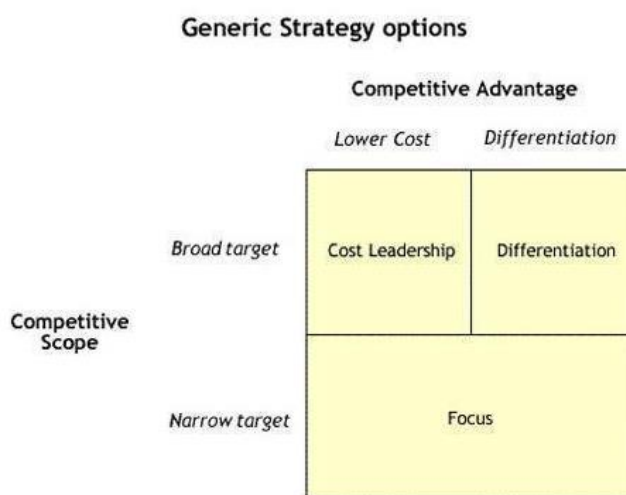 Generic Strategy options
Competitive Advantage
Lower Cost Differentiation
Broad target Cost Leadership Differentiation
Competitive
Scope
Narrow target Focus